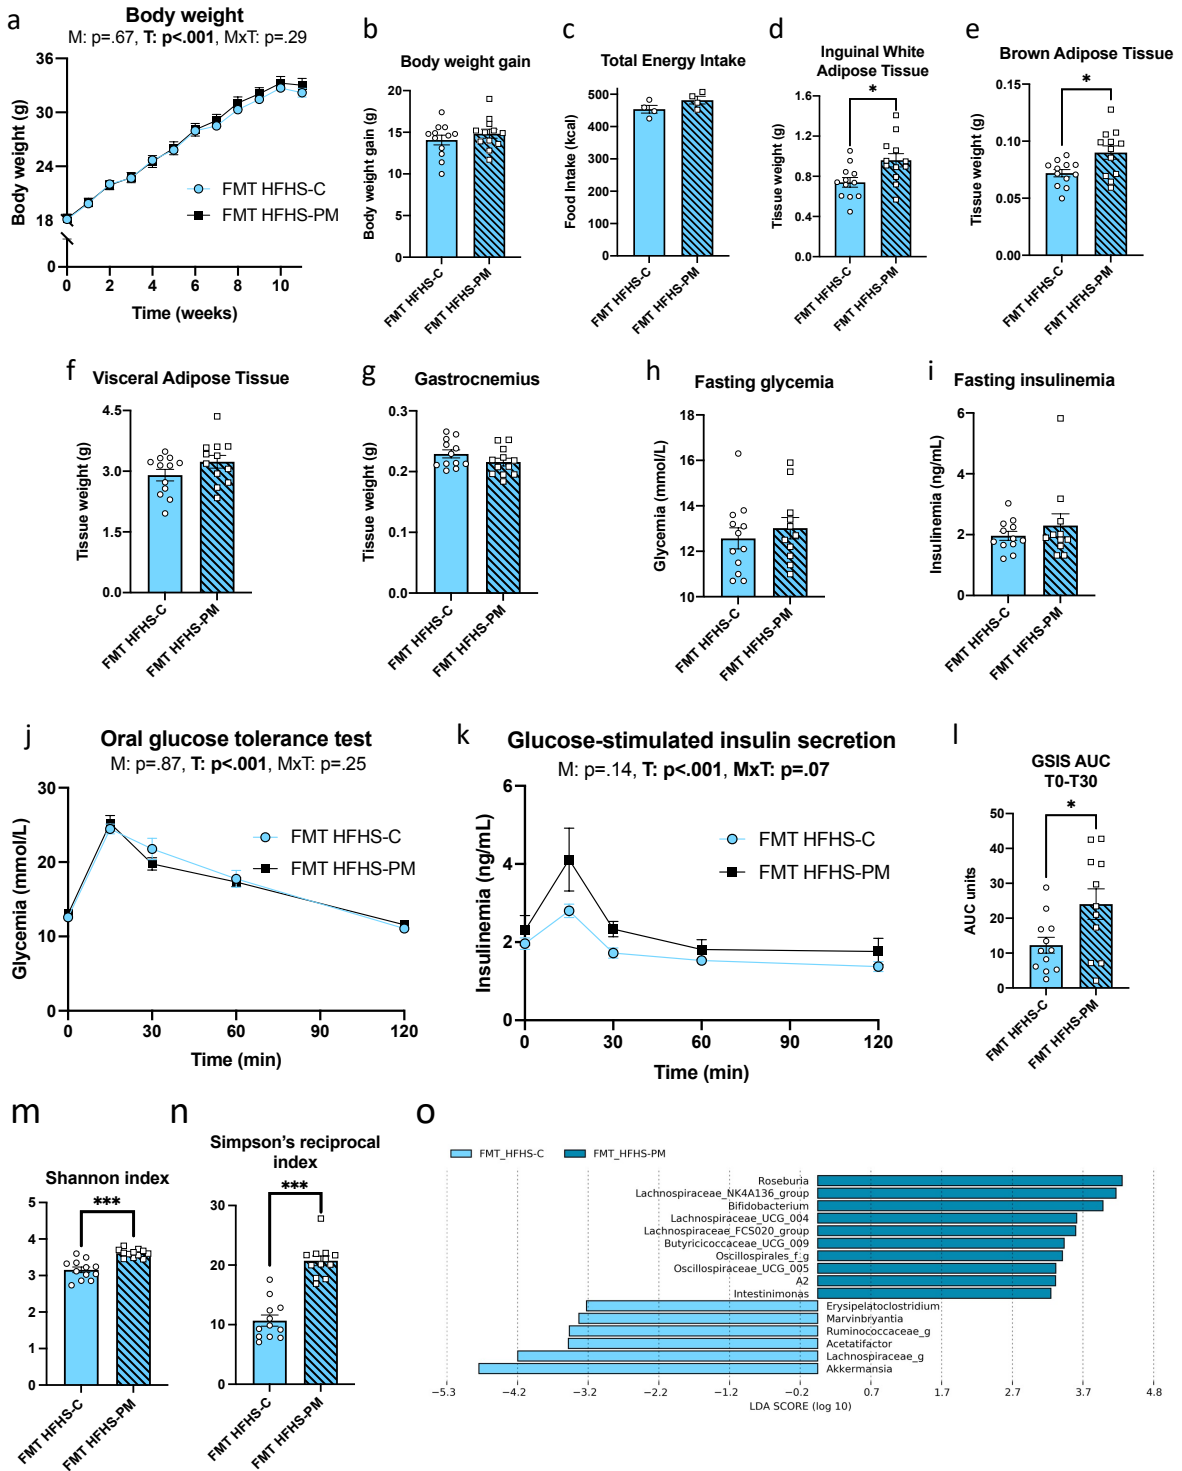 a
Body weight
M: p=.67, T: p<.001, MxT: p=.29
Body weight (g)
36
30
24
18
0
FMT HFHS-C
FMT HFHS-PM
0 2 4 6 8 10
Time (weeks)
b
Body weight gain
Body weight gain (g)
20
15
10
5
0
FMT HFHS-C
FMT HFHS-PM
c
Total Energy Intake
Food Intake (kcal)
500
400
300
200
100
0
FMT HFHS-C
FMT HFHS-PM
d
Inguinal White
Adipose Tissue
*
Tissue weight (g)
1.6
1.2
0.8
0.4
0.0
FMT HFHS-C
FMT HFHS-PM
e
Brown Adipose Tissue
*
Tissue weight (g)
0.15
0.10
0.05
0.00
FMT HFHS-C
FMT HFHS-PM
f
Visceral Adipose Tissue
Tissue weight (g)
4.5
3.0
1.5
0.0
FMT HFHS-C
FMT HFHS-PM
g
Gastrocnemius
Tissue weight (g)
0.3
0.2
0.1
0.0
FMT HFHS-C
FMT HFHS-PM
h
Fasting glycemia
Glycemia (mmol/L)
18
16
14
12
10
FMT HFHS-C
FMT HFHS-PM
i
Fasting insulinemia
Insulinemia (ng/mL)
6
4
2
0
FMT HFHS-C
FMT HFHS-PM
j
Oral glucose tolerance test
M: p=.87, T: p<.001, MxT: p=.25
Glycemia (mmol/L)
30
20
10
0
FMT HFHS-C
FMT HFHS-PM
0 30 60 90 120
Time (min)
k
Glucose-stimulated insulin secretion
M: p=.14, T: p<.001, MxT: p=.07
Insulinemia (ng/mL)
6
4
2
0
FMT HFHS-C
FMT HFHS-PM
0 30 60 90 120
Time (min)
l
GSIS AUC
T0-T30
*
AUC units
50
40
30
20
10
0
FMT HFHS-C
FMT HFHS-PM
m
Shannon index
***
5
4
3
2
1
0
FMT HFHS-C
FMT HFHS-PM
n
Simpson's reciprocal
index
***
30
20
10
0
FMT HFHS-C
FMT HFHS-PM
o
FMT_HFHS-C FMT_HFHS-PM
Roseburia
Lachnospiraceae_NK4A136_group
Bifidobacterium
Lachnospiraceae_UCG_004
Lachnospiraceae_FCS020_group
Butyricicoccaceae_UCG_009
Oscillospirales_f_g
Oscillospiraceae_UCG_005
A2
Intestinimonas
Erysipelatoclostridium
Marvinbryantia
Ruminococcaceae_g
Acetatifactor
Lachnospiraceae_g
Akkermansia
−5.3 −4.2 −3.2 −2.2 −1.2 −0.2 0.7 1.7 2.7 3.7 4.8
LDA SCORE (log 10)